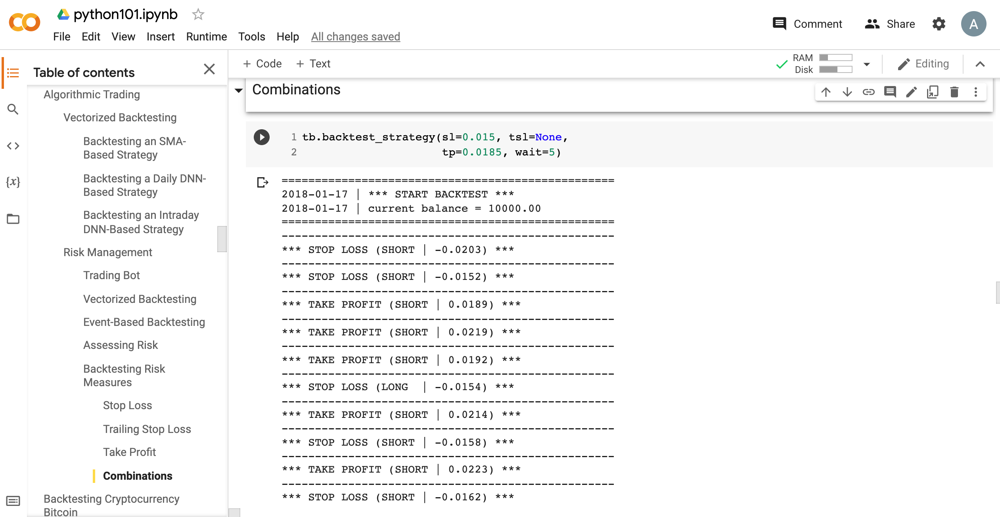 python101.ipynb
File Edit View Insert Runtime Tools Help All changes saved
Comment Share A
Table of contents
Algorithmic Trading
Vectorized Backtesting
Backtesting an SMA-
Based Strategy
Backtesting a Daily DNN-
Based Strategy
Backtesting an Intraday
DNN-Based Strategy
Risk Management
Trading Bot
Vectorized Backtesting
Event-Based Backtesting
Assessing Risk
Backtesting Risk
Measures
Stop Loss
Trailing Stop Loss
Take Profit
Combinations
Backtesting Cryptocurrency
Bitcoin
{x}
+ Code + Text
RAM
Disk
Editing
Combinations
1 tb.backtest_strategy(sl=0.015, tsl=None,
2                      tp=0.0185, wait=5)
==================================================
2018-01-17 | *** START BACKTEST ***
2018-01-17 | current balance = 10000.00
==================================================
--------------------------------------------------
*** STOP LOSS (SHORT | -0.0203) ***
--------------------------------------------------
*** STOP LOSS (SHORT | -0.0152) ***
--------------------------------------------------
*** TAKE PROFIT (SHORT | 0.0189) ***
--------------------------------------------------
*** TAKE PROFIT (SHORT | 0.0219) ***
--------------------------------------------------
*** TAKE PROFIT (SHORT | 0.0192) ***
--------------------------------------------------
*** STOP LOSS (LONG  | -0.0154) ***
--------------------------------------------------
*** TAKE PROFIT (SHORT | 0.0214) ***
--------------------------------------------------
*** STOP LOSS (SHORT | -0.0158) ***
--------------------------------------------------
*** TAKE PROFIT (SHORT | 0.0223) ***
--------------------------------------------------
*** STOP LOSS (SHORT | -0.0162) ***